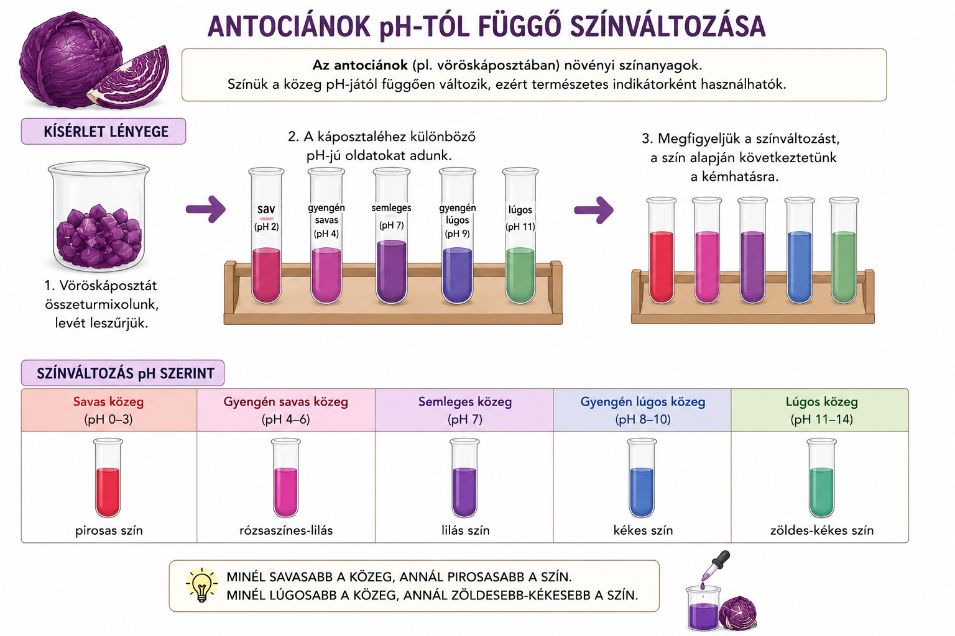 ANTOCIÁNOK pH-TÓL FÜGGŐ SZÍNVÁLTOZÁSA
Az antociánok (pl. vöröskáposztában) növényi színanyagok.
Színük a közeg pH-jától függően változik, ezért természetes indikátorként használhatók.
KÍSÉRLET LÉNYEGE
1. Vöröskáposztát
összeturmixolunk,
levét leszűrjük.
2. A káposztaléhez különböző
pH-jú oldatokat adunk.
sav
(pH 2)
gyengén
savas
(pH 4)
semleges
(pH 7)
gyengén
lúgos
(pH 9)
lúgos
(pH 11)
3. Megfigyeljük a színváltozást,
a szín alapján következtetünk
a kémhatásra.
SZÍNVÁLTOZÁS pH SZERINT
Savas közeg
(pH 0–3)
pirosas szín
Gyengén savas közeg
(pH 4–6)
rózsaszínes-lilás
Semleges közeg
(pH 7)
lilás szín
Gyengén lúgos közeg
(pH 8–10)
kékes szín
Lúgos közeg
(pH 11–14)
zöldes-kékes szín
MINÉL SAVASABB A KÖZEG, ANNÁL PIROSASABB A SZÍN.
MINÉL LÚGOSABB A KÖZEG, ANNÁL ZÖLDESEBB-KÉKESEBB A SZÍN.